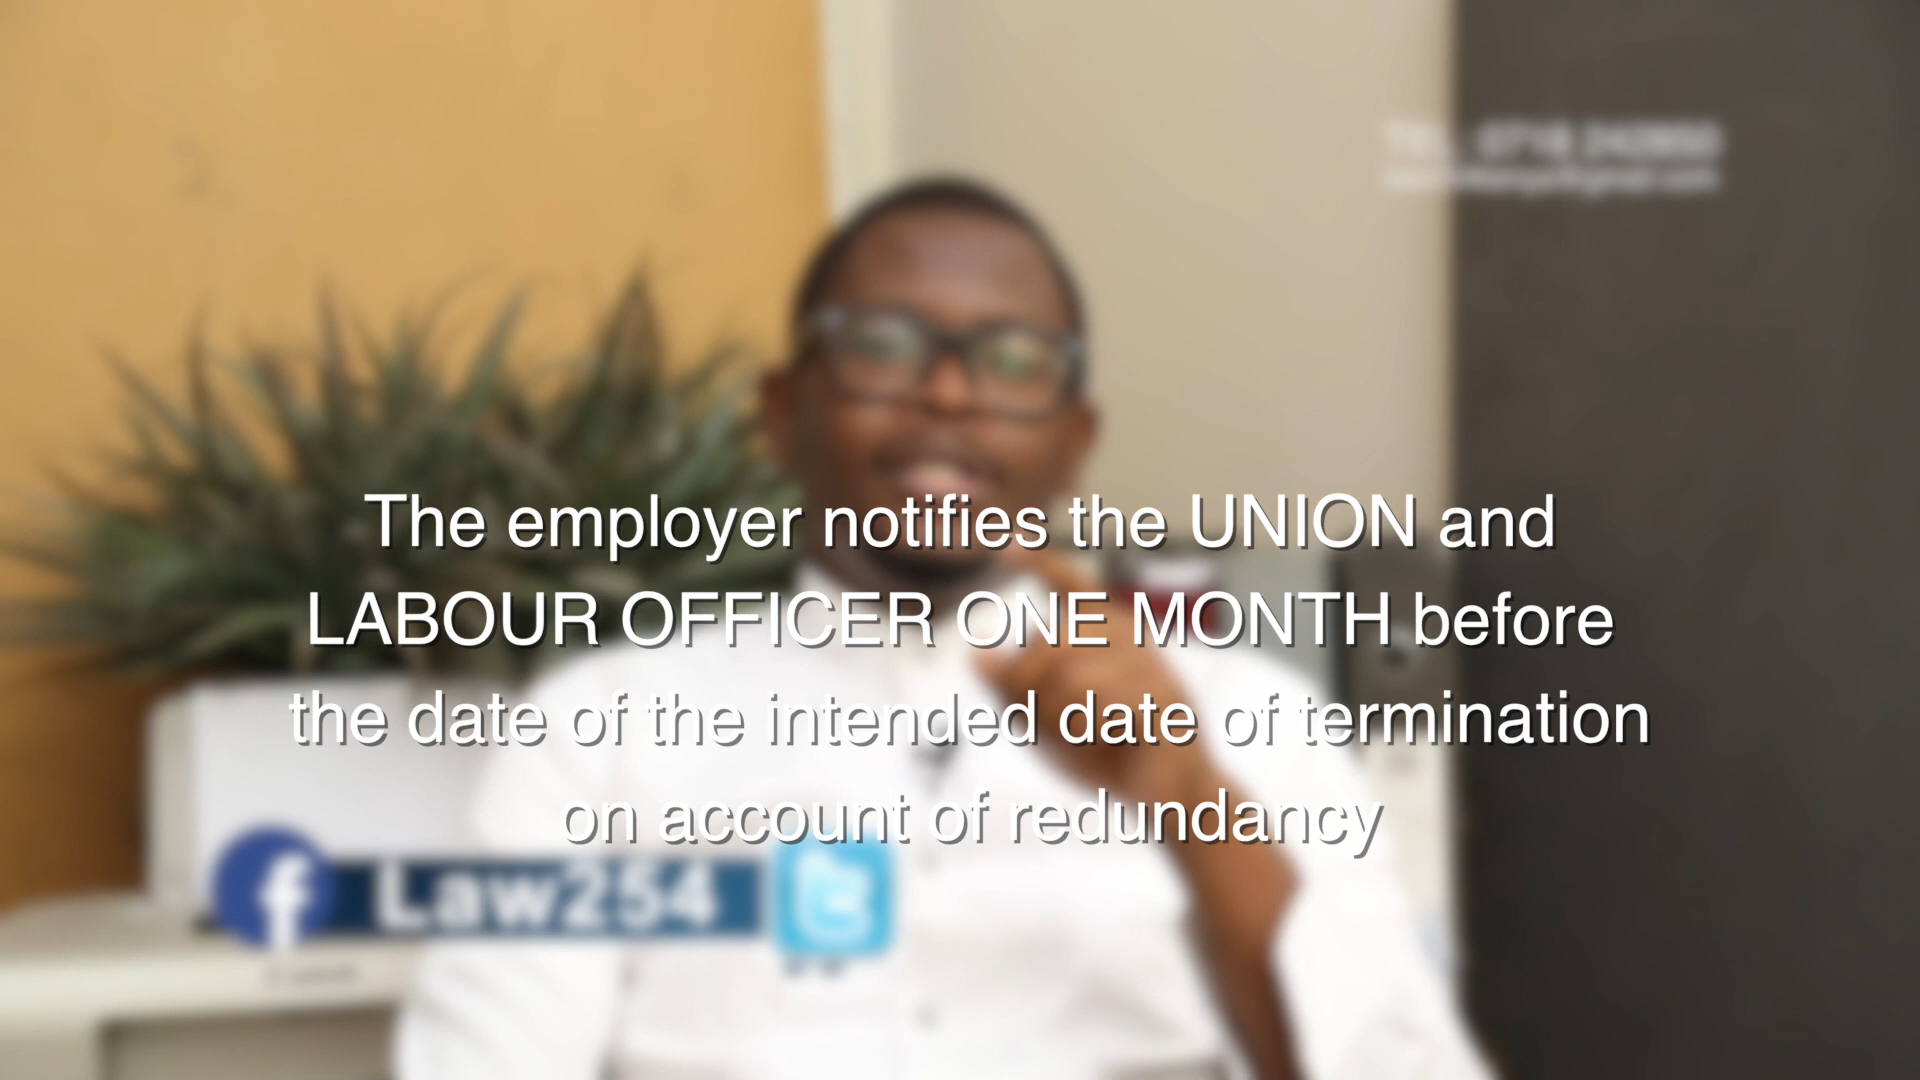 The employer notifies the UNION and
LABOUR OFFICER ONE MONTH before
the date of the intended date of termination
on account of redundancy
Law254